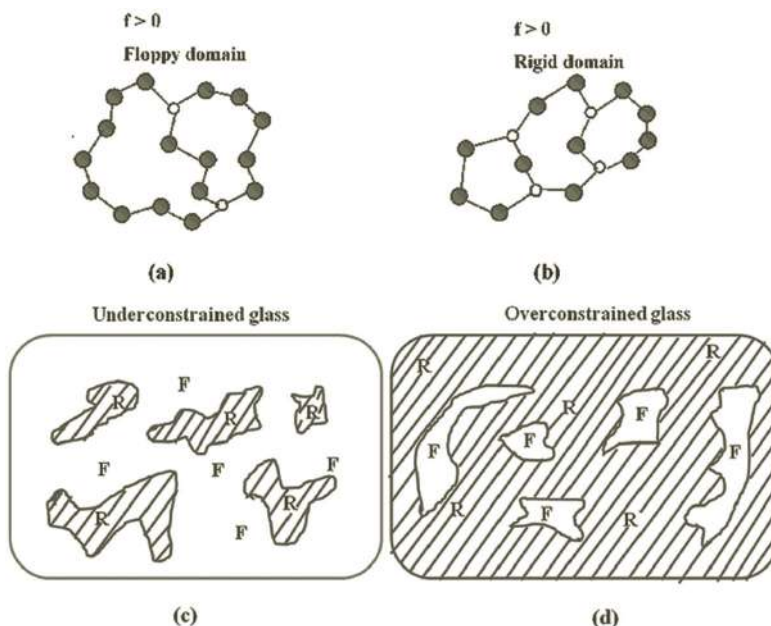 f > 0
Floppy domain
f > 0
Rigid domain
(a)
(b)
Underconstrained glass
Overconstrained glass
F
R
R
R
F
F
F
R
R
F
R
R
R
F
F
F
F
R
F
R
(c)
(d)